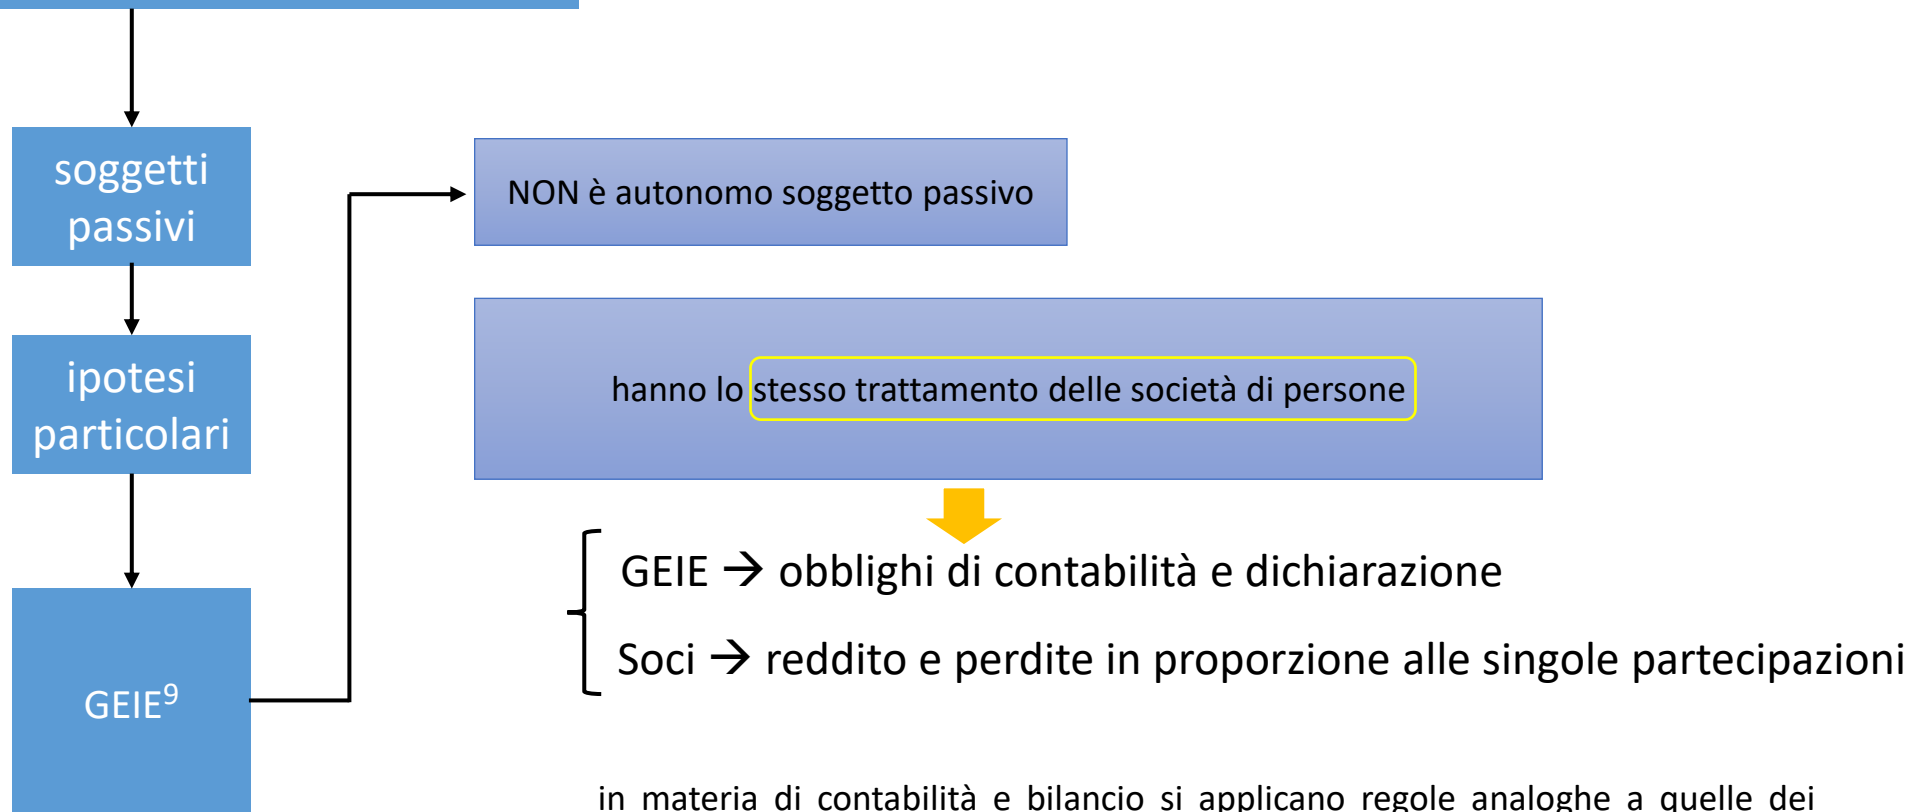 soggetti
passivi
NON è autonomo soggetto passivo
ipotesi
particolari
hanno lo stesso trattamento delle società di persone
GEIE → obblighi di contabilità e dichiarazione
Soci → reddito e perdite in proporzione alle singole partecipazioni
GEIE⁹
in materia di contabilità e bilancio si applicano regole analoghe a quelle dei